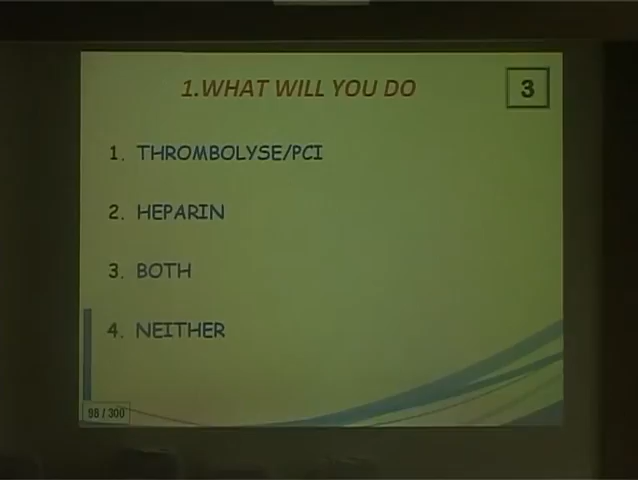 1.WHAT WILL YOU DO
3
1. THROMBOLYSE/PCI
2. HEPARIN
3. BOTH
4. NEITHER
98 / 300